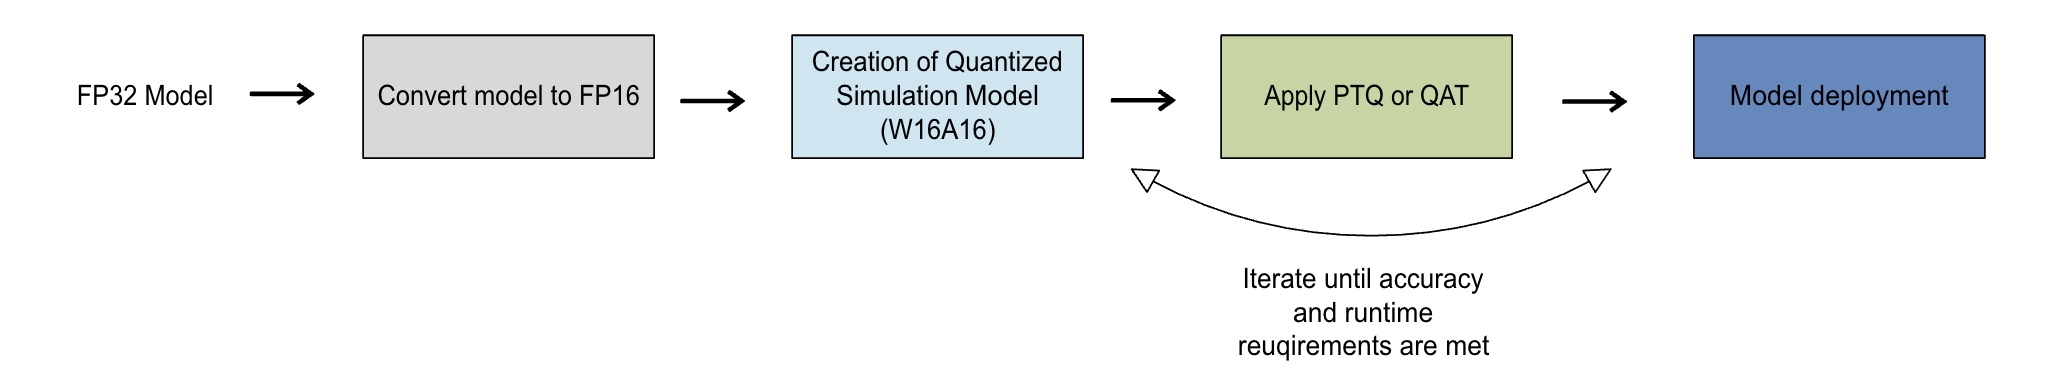 FP32 Model
Convert model to FP16
Creation of Quantized
Simulation Model
(W16A16)
Apply PTQ or QAT
Model deployment
Iterate until accuracy
and runtime
reuqirements are met